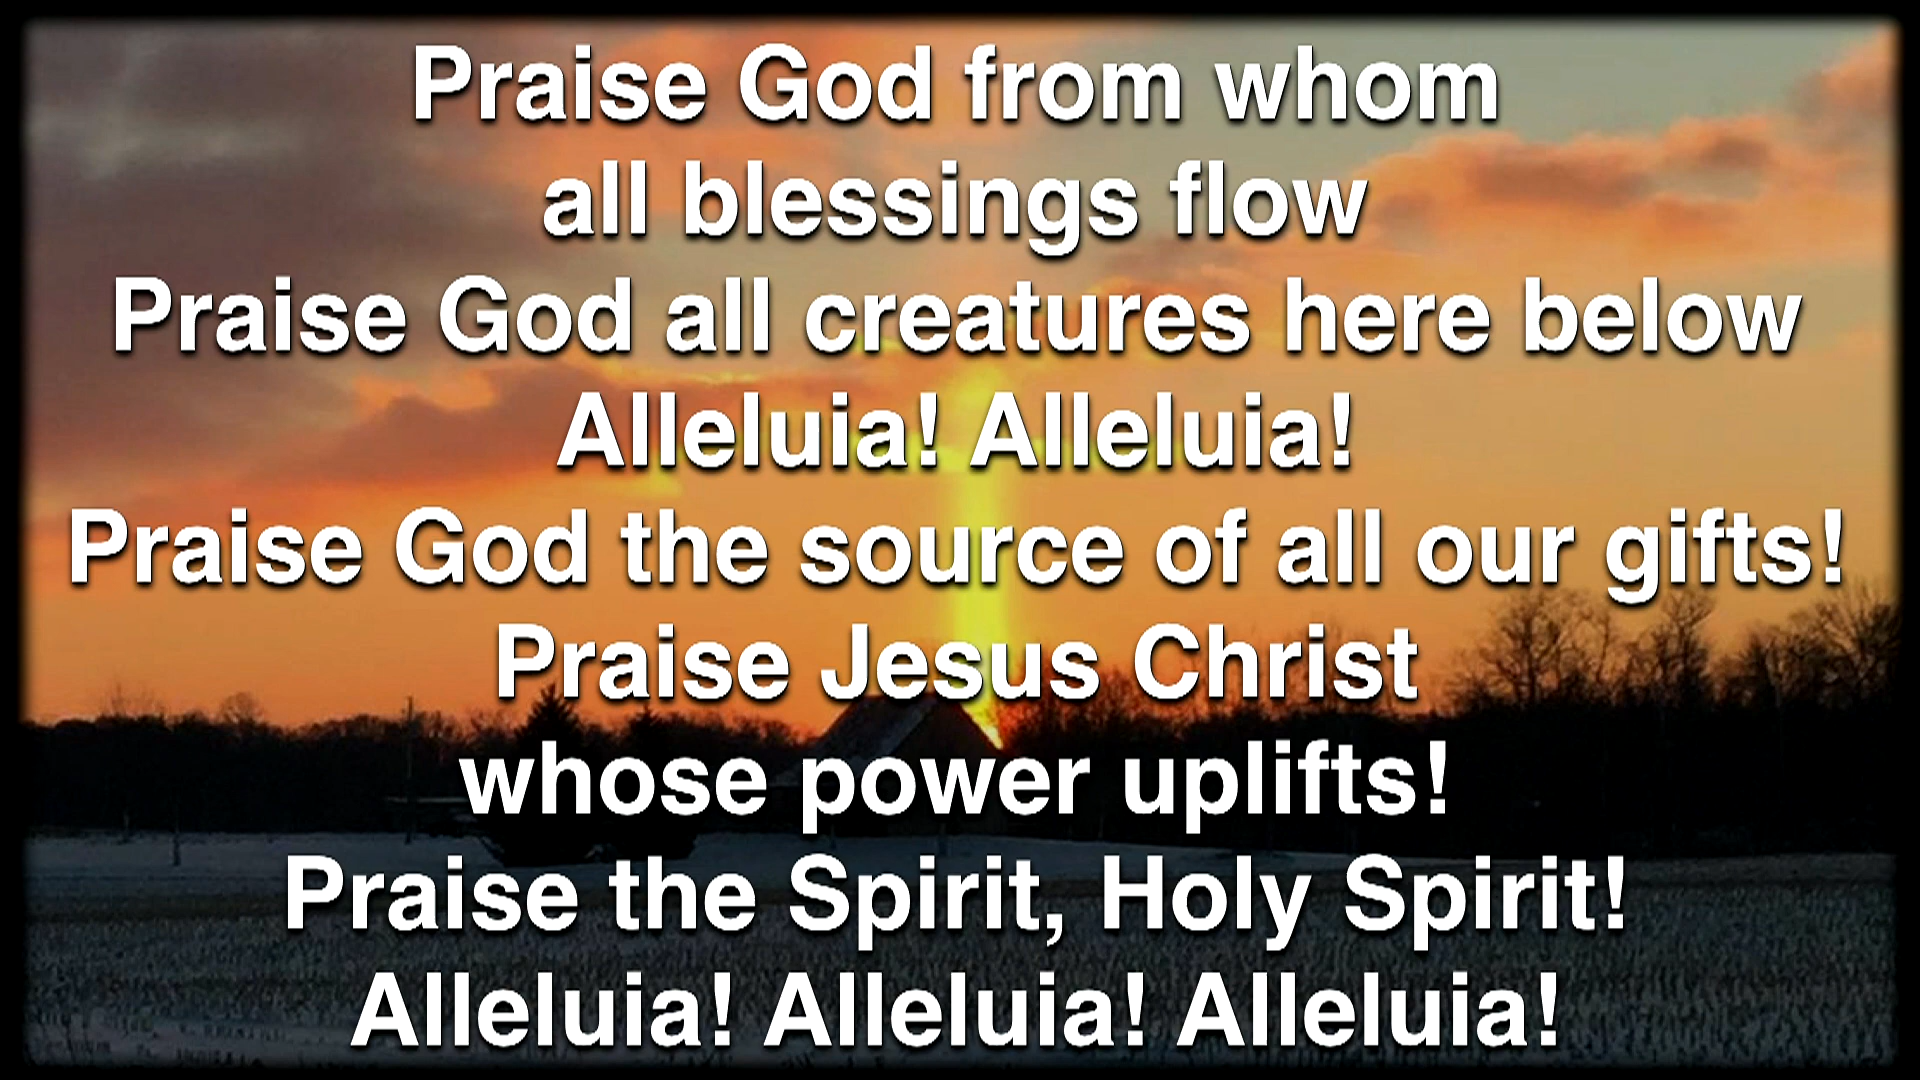 Praise God from whom
all blessings flow
Praise God all creatures here below
Alleluia! Alleluia!
Praise God the source of all our gifts!
Praise Jesus Christ
whose power uplifts!
Praise the Spirit, Holy Spirit!
Alleluia! Alleluia! Alleluia!